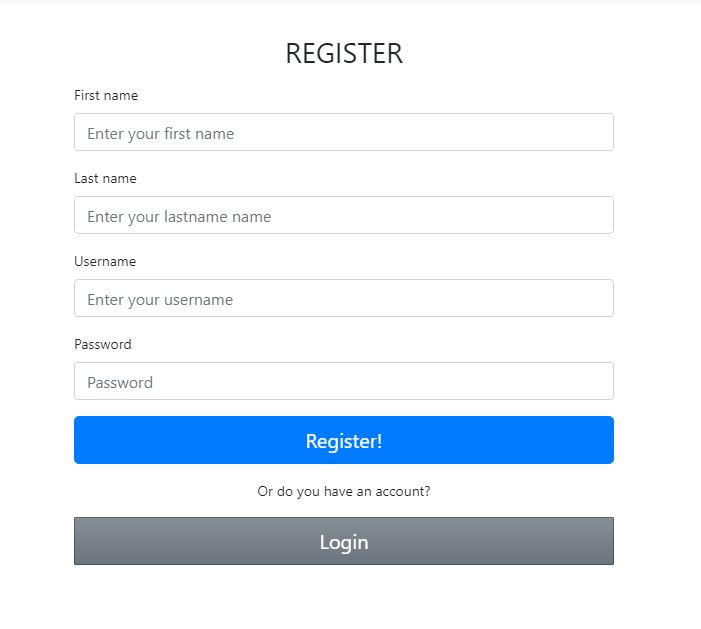 REGISTER
First name
Enter your first name
Last name
Enter your lastname name
Username
Enter your username
Password
Password
Register!
Or do you have an account?
Login